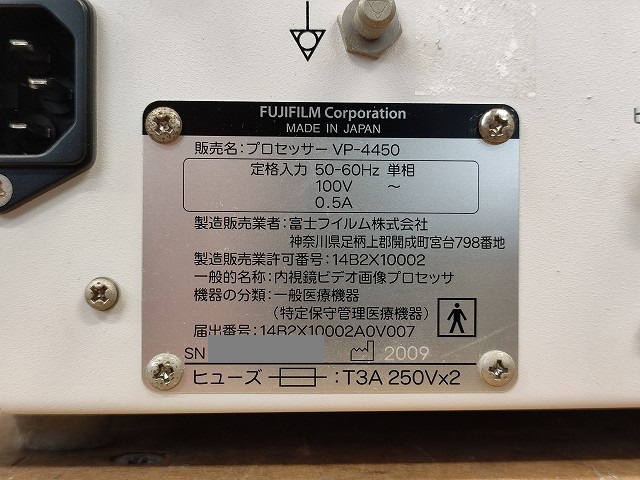 FUJIFILM Corporation
MADE IN JAPAN
販売名:プロセッサー VP-4450
定格入力 50-60Hz 単相
100V ～
0.5A
製造販売業者:富士フイルム株式会社
神奈川県足柄上郡開成町宮台798番地
製造販売業許可番号:14B2X10002
一般的名称:内視鏡ビデオ画像プロセッサ
機器の分類:一般医療機器
(特定保守管理医療機器)
届出番号:14B2X10002A0V007
SN 2009
ヒューズ :T3A 250Vx2